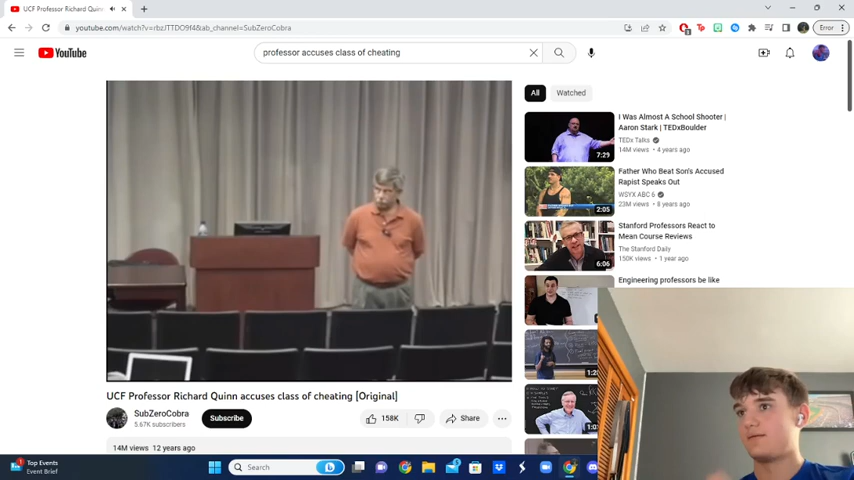 UCF Professor Richard Quinn
youtube.com/watch?v=rbzJTTDO9f4&ab_channel=SubZeroCobra
Error
YouTube
professor accuses class of cheating
All
Watched
I Was Almost A School Shooter |
Aaron Stark | TEDxBoulder
TED Talks
14M views • 4 years ago
7:29
Father Who Beat Son's Accused
Rapist Speaks Out
WSYX ABC 6
23M views • 8 years ago
2:05
Stanford Professors React to
Mean Course Reviews
The Stanford Daily
150K views • 1 year ago
6:06
Engineering professors be like
UCF Professor Richard Quinn accuses class of cheating [Original]
SubZeroCobra
5.67K subscribers
Subscribe
158K
Share
14M views 12 years ago
Top Events
Event Brief
Search